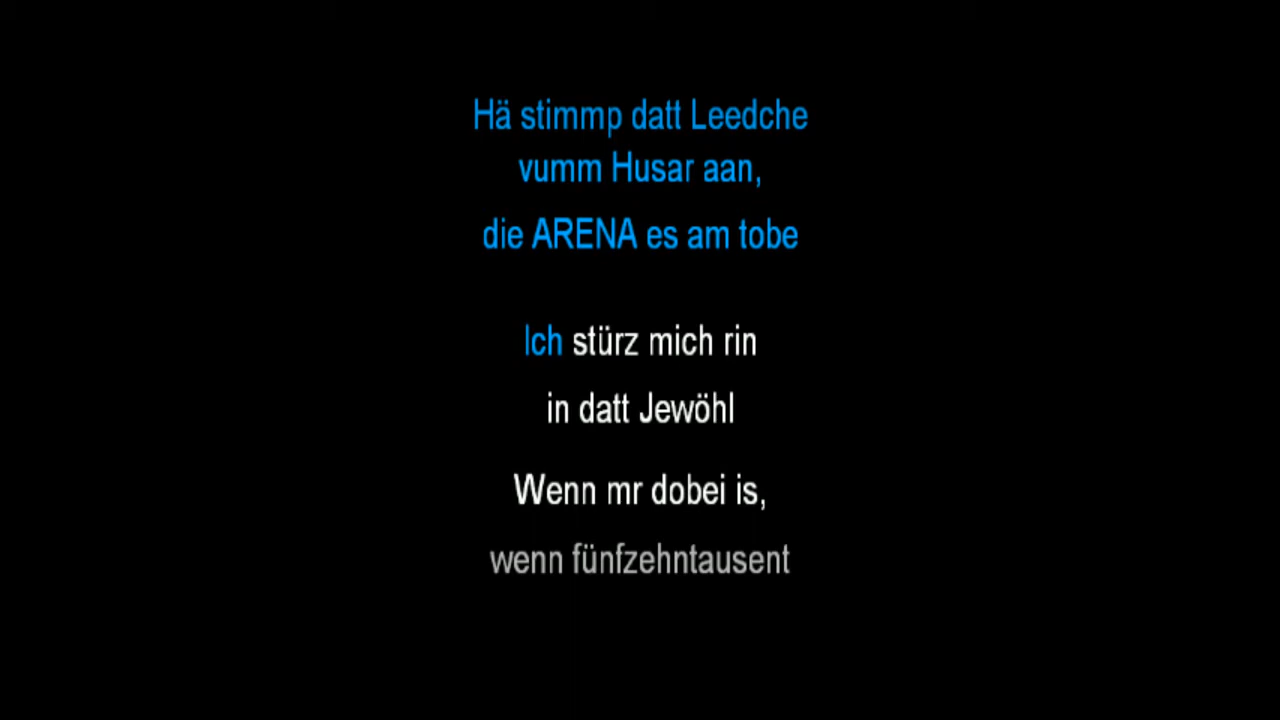 Hä stimmp datt Leedche
vumm Husar aan,
die ARENA es am tobe
Ich stürz mich rin
in datt Jewöhl
Wenn mr dobei is,
wenn fünfzehntausent